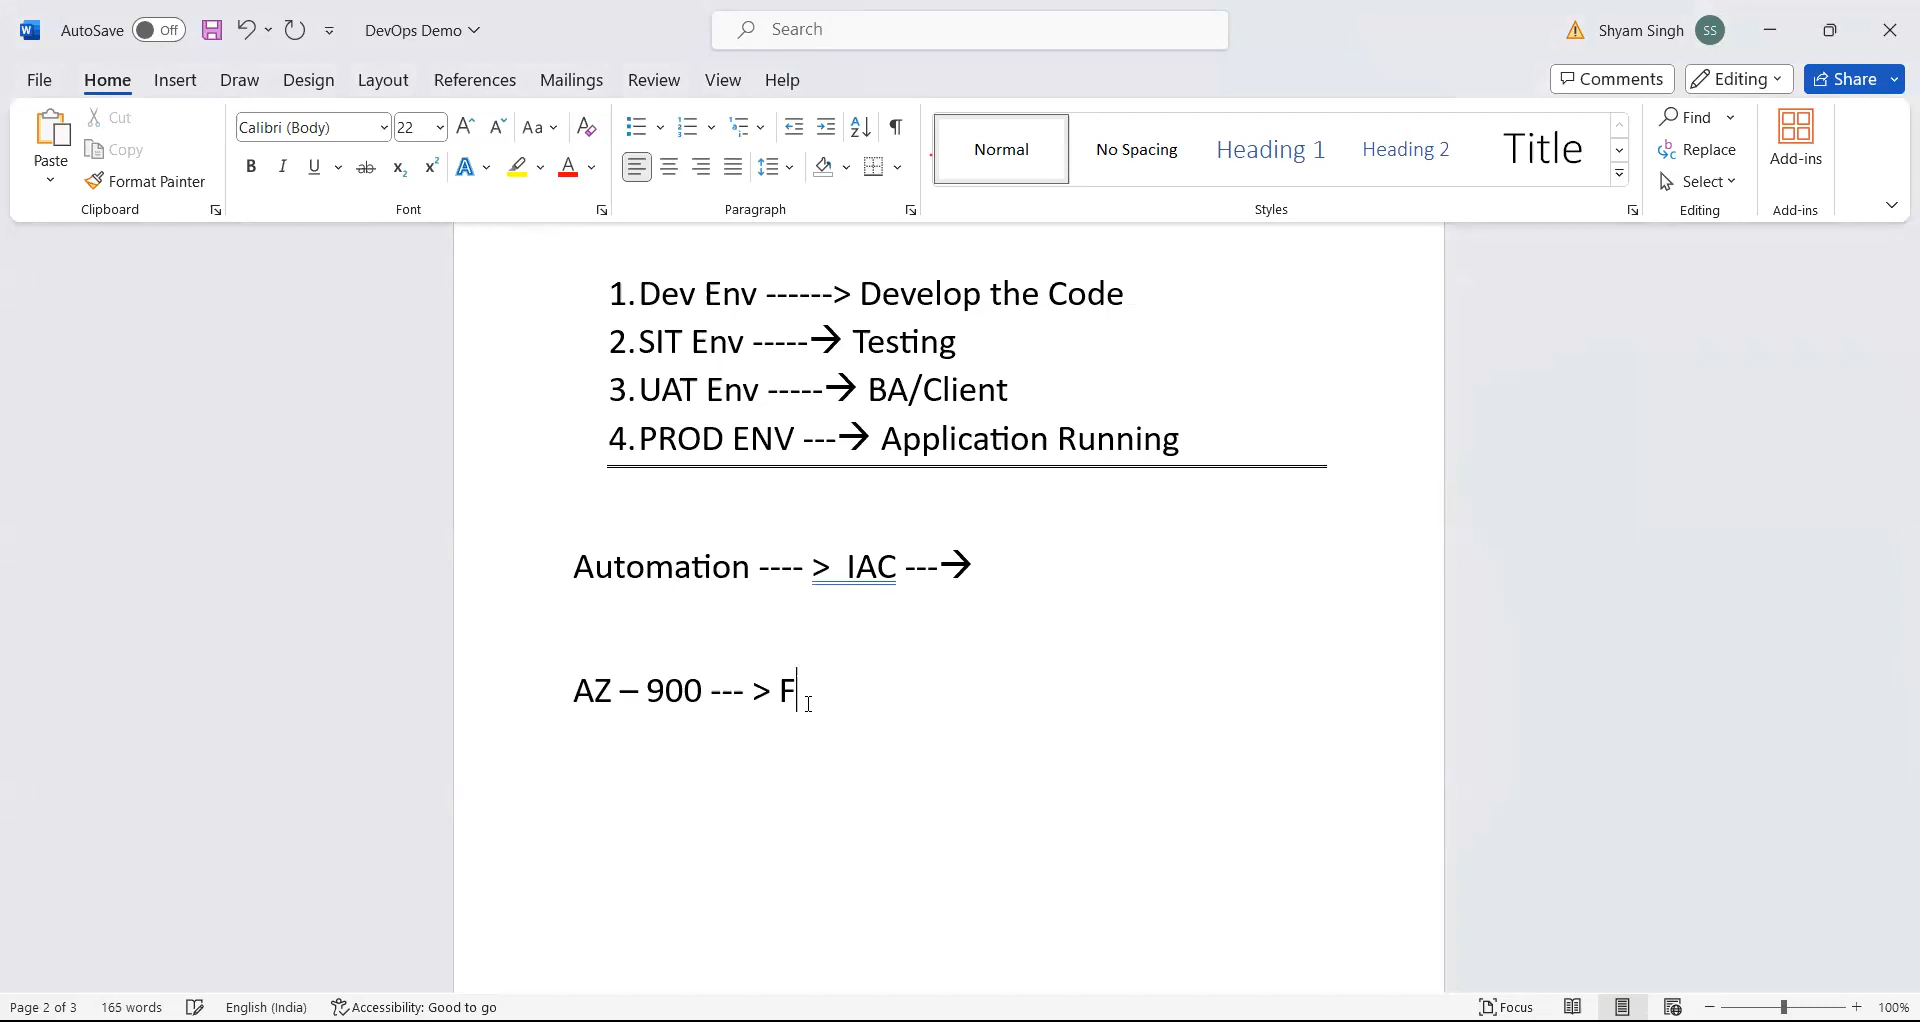 AutoSave Off DevOps Demo Search Shyam Singh SS
File Home Insert Draw Design Layout References Mailings Review View Help Comments Editing Share
Paste Cut Copy Format Painter Clipboard
Calibri (Body) 22 Aa
B I U ab x₂ x² A A Font
Paragraph
Normal No Spacing Heading 1 Heading 2 Title Styles
Find Replace Select Editing
Add-ins Add-ins
1.Dev Env ------> Develop the Code
2.SIT Env -----→ Testing
3.UAT Env -----→ BA/Client
4.PROD ENV ---→ Application Running
Automation ---- > IAC ---→
AZ – 900 --- > F
Page 2 of 3 165 words English (India) Accessibility: Good to go Focus 100%